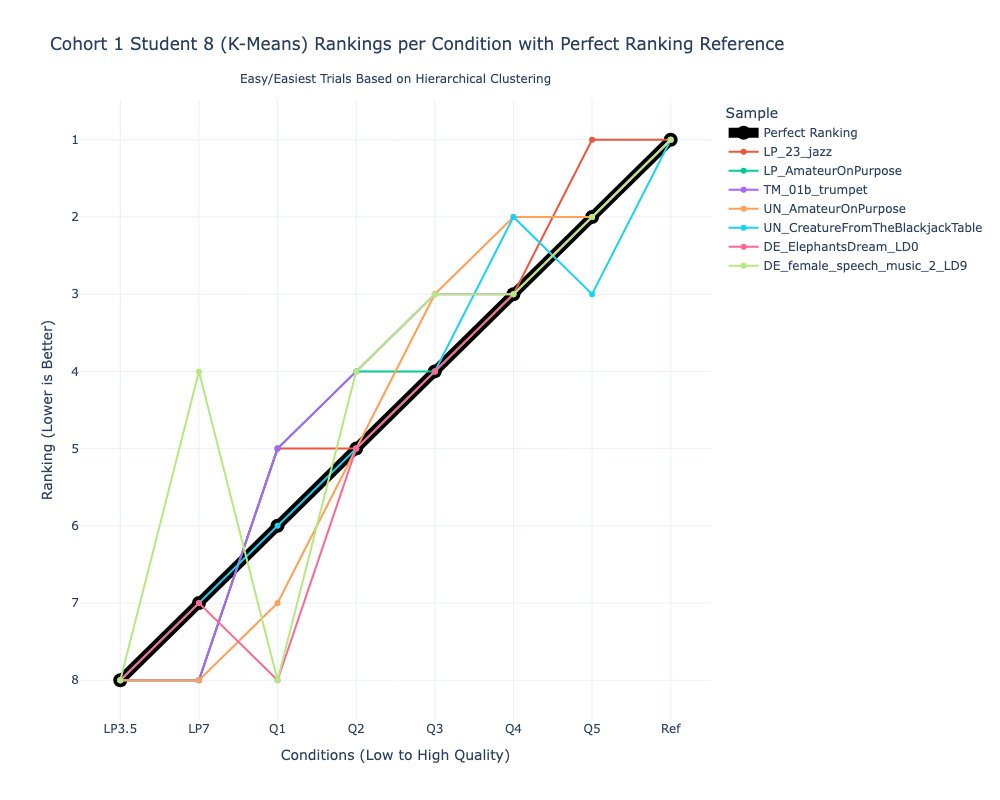 Cohort 1 Student 8 (K-Means) Rankings per Condition with Perfect Ranking Reference
Easy/Easiest Trials Based on Hierarchical Clustering
Sample
Perfect Ranking
LP_23_jazz
LP_AmateurOnPurpose
TM_01b_trumpet
UN_AmateurOnPurpose
UN_CreatureFromTheBlackjackTable
DE_ElephantsDream_LD0
DE_female_speech_music_2_LD9
Ranking (Lower is Better)
1
2
3
4
5
6
7
8
LP3.5 LP7 Q1 Q2 Q3 Q4 Q5 Ref
Conditions (Low to High Quality)